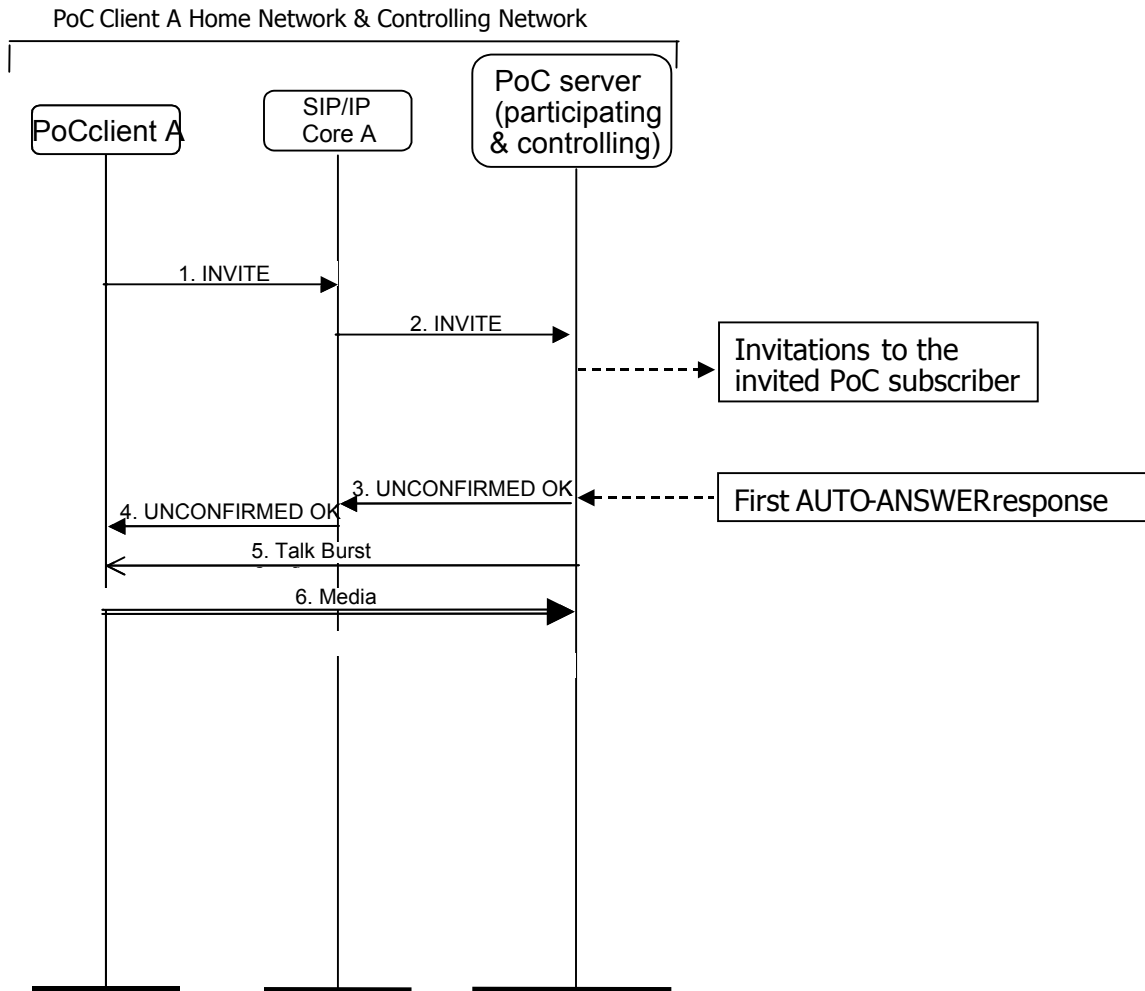 PoC Client A Home Network & Controlling Network
PoCclient A
SIP/IP
Core A
PoC server
(participating
& controlling)
1. INVITE
2. INVITE
Invitations to the
invited PoC subscriber
3. UNCONFIRMED OK
First AUTO-ANSWERresponse
4. UNCONFIRMED OK
5. Talk Burst
6. Media